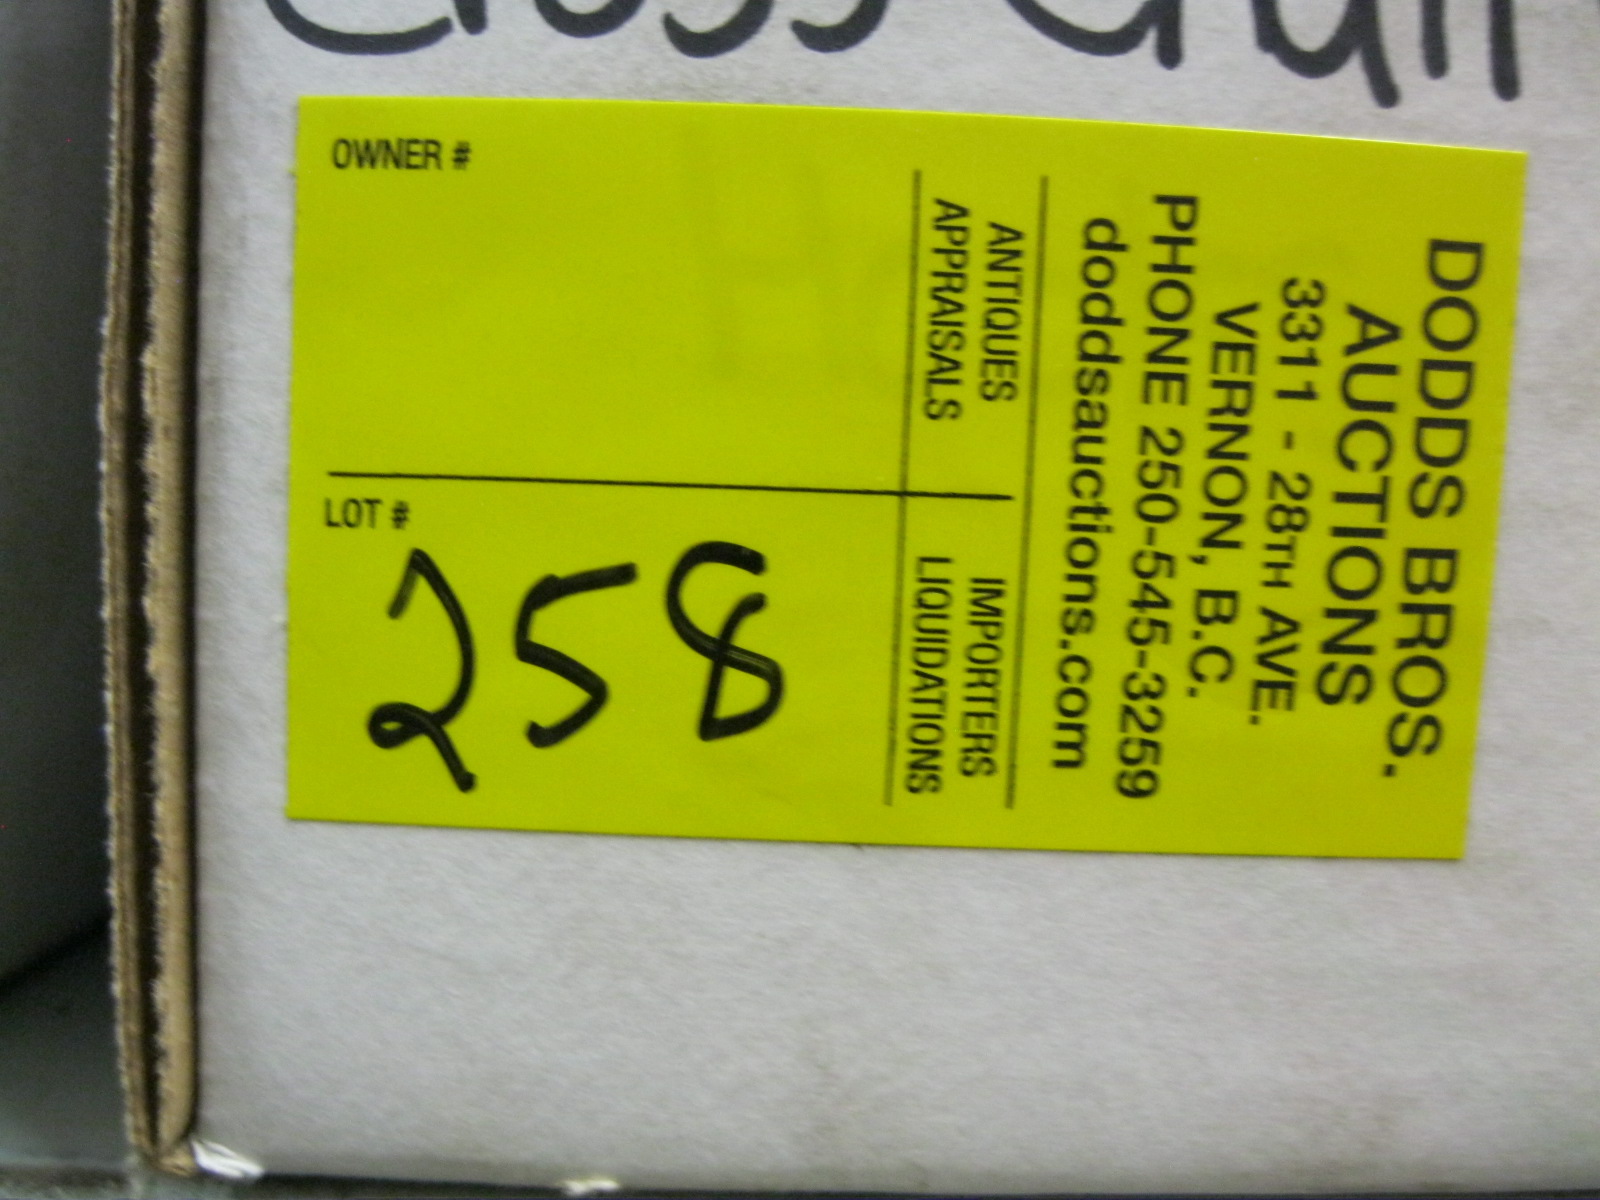 Cross
OWNER #
LOT #
258
ANTIQUES
APPRAISALS
IMPORTERS
LIQUIDATIONS
DODDS BROS.
AUCTIONS
3311 - 28TH AVE.
VERNON, B.C.
PHONE 250-545-3259
doddsauctions.com